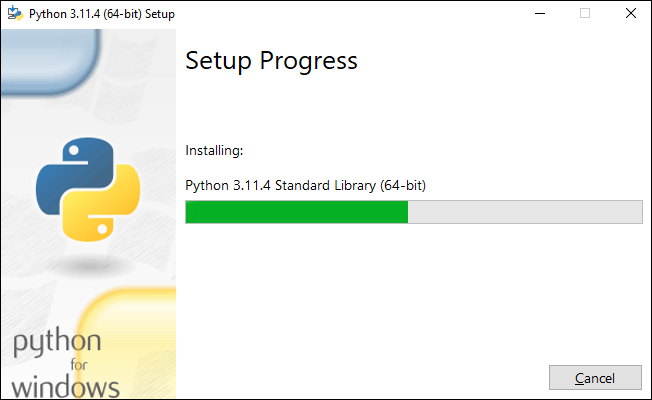 Python 3.11.4 (64-bit) Setup
Setup Progress
Installing:
Python 3.11.4 Standard Library (64-bit)
python
for
windows
Cancel